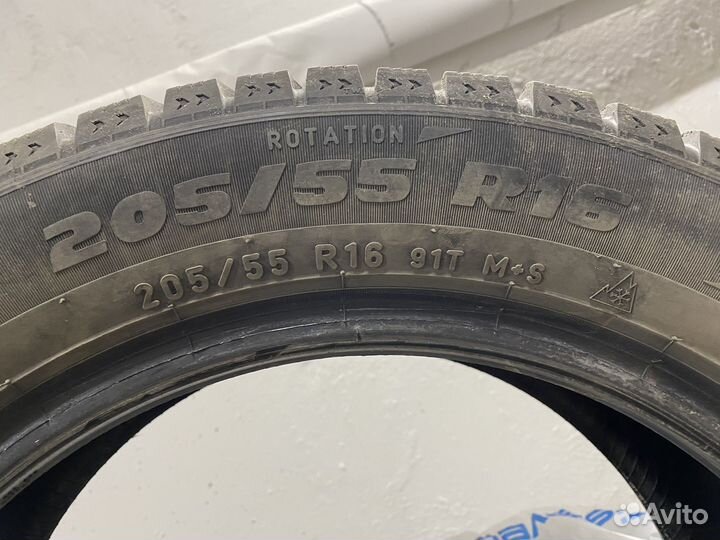 ROTATION
205/55 R16
205/55 R16 91T M+S
Avito